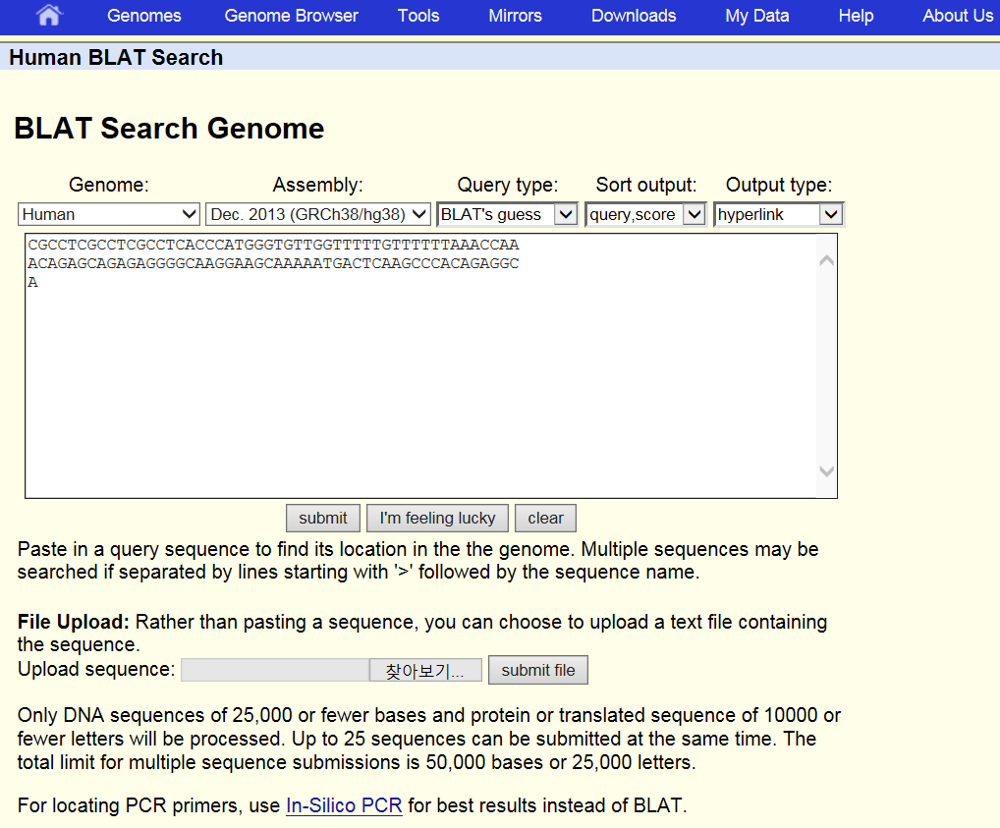 Genomes Genome Browser Tools Mirrors Downloads My Data Help About Us
Human BLAT Search
BLAT Search Genome
Genome: Assembly: Query type: Sort output: Output type:
Human Dec. 2013 (GRCh38/hg38) BLAT's guess query,score hyperlink
CGCCTCGCCTCGCCTCACCCATGGGTGTTGGTTTTTGTTTTTTTAAACCAA
ACAGAGCAGAGAGGGGCAAGGAAGCAAAAATGACTCAAGCCCACAGAGGC
A
submit I'm feeling lucky clear
Paste in a query sequence to find its location in the the genome. Multiple sequences may be
searched if separated by lines starting with '>' followed by the sequence name.
File Upload: Rather than pasting a sequence, you can choose to upload a text file containing
the sequence.
Upload sequence: 찾아보기... submit file
Only DNA sequences of 25,000 or fewer bases and protein or translated sequence of 10000 or
fewer letters will be processed. Up to 25 sequences can be submitted at the same time. The
total limit for multiple sequence submissions is 50,000 bases or 25,000 letters.
For locating PCR primers, use In-Silico PCR for best results instead of BLAT.